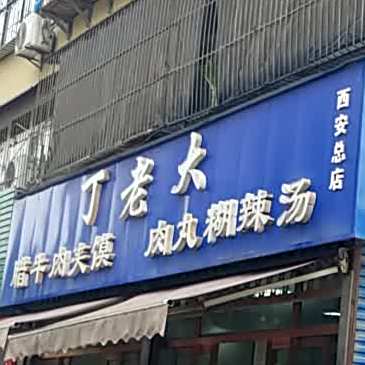 丁老大
腊牛肉夹馍 肉丸糊辣汤
西安总店